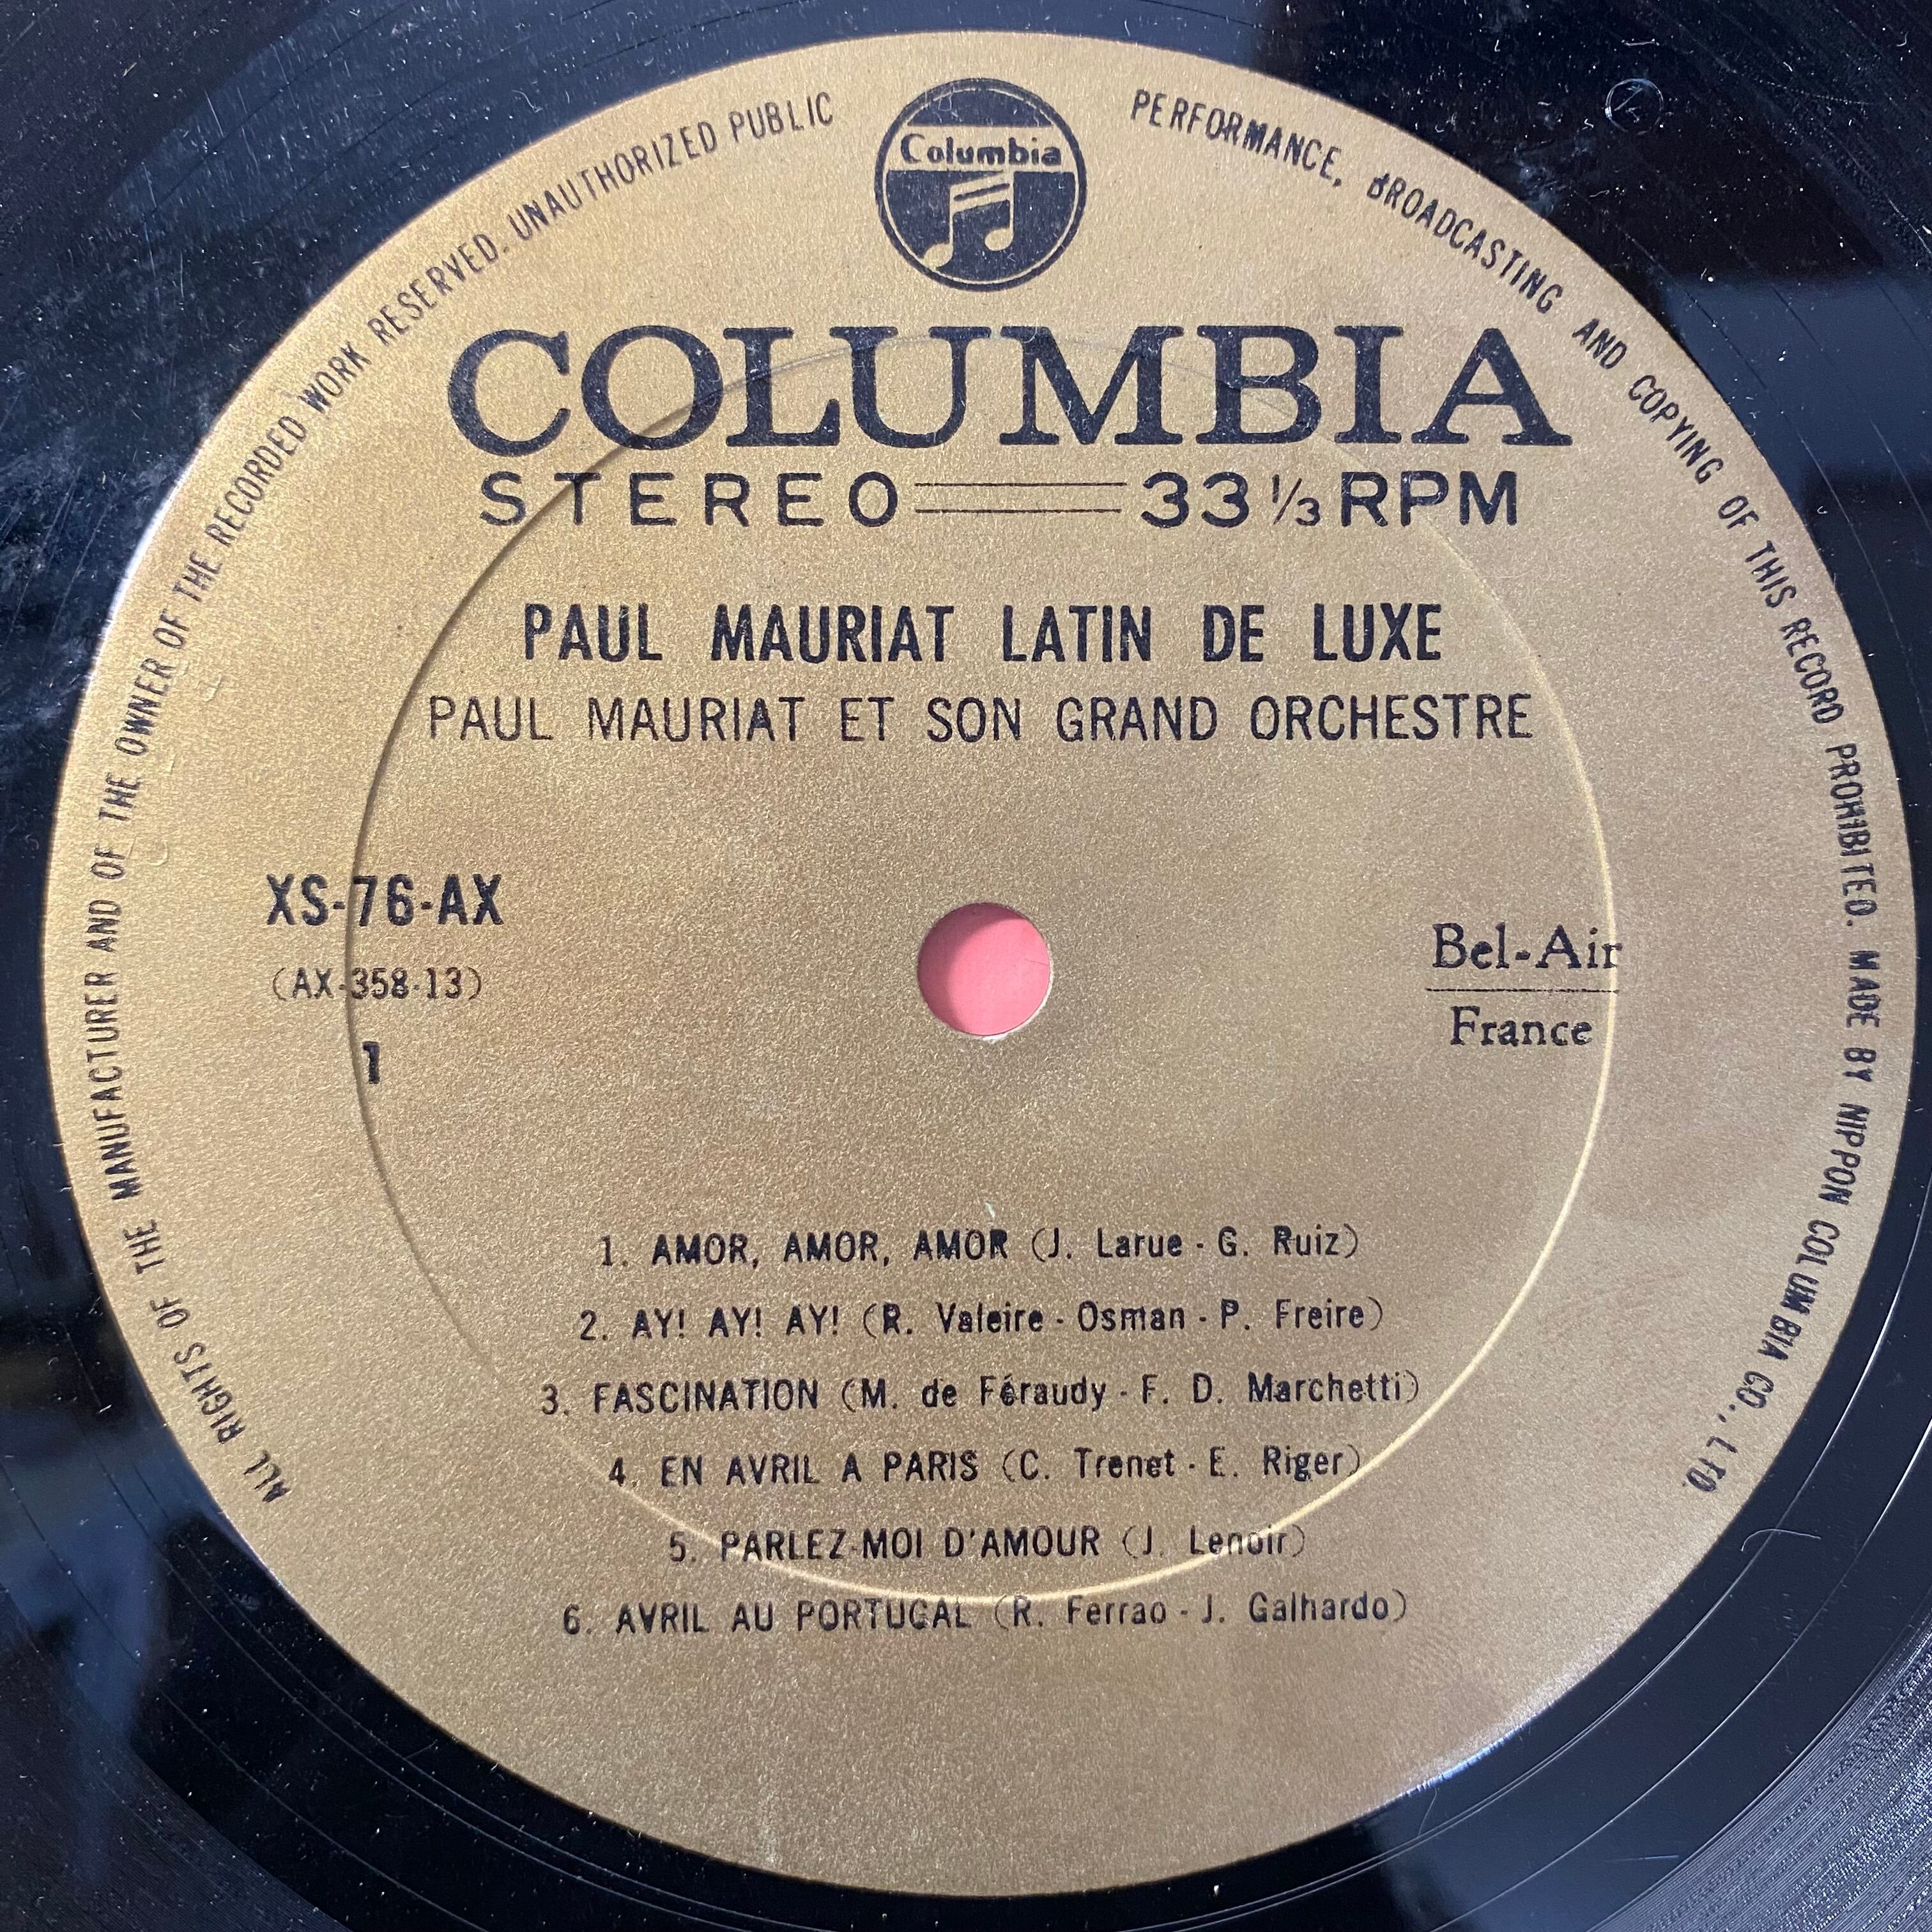 Columbia
COLUMBIA
STEREO 33 1/3 RPM
PAUL MAURIAT LATIN DE LUXE
PAUL MAURIAT ET SON GRAND ORCHESTRE
XS-76-AX
(AX-358-13)
1
Bel-Air
France
1. AMOR, AMOR, AMOR (J. Larue - G. Ruiz)
2. AY! AY! AY! (R. Valeire - Osman - P. Freire)
3. FASCINATION (M. de Féraudy - F. D. Marchetti)
4. EN AVRIL A PARIS (C. Trenet - E. Riger)
5. PARLEZ-MOI D'AMOUR (J. Lenoir)
6. AVRIL AU PORTUGAL (R. Ferrao - J. Galhardo)
ALL RIGHTS OF THE MANUFACTURER AND OF THE OWNER OF THE RECORDED WORK RESERVED. UNAUTHORIZED PUBLIC PERFORMANCE, BROADCASTING AND COPYING OF THIS RECORD PROHIBITED. MADE BY NIPPON COLUMBIA CO., LTD.